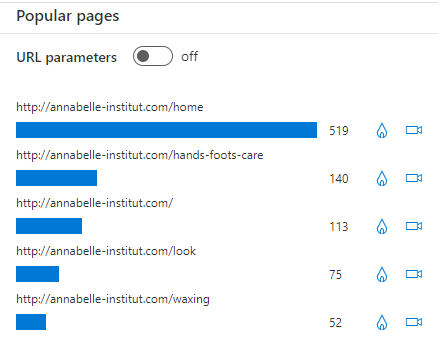 Popular pages
URL parameters off
http://annabelle-institut.com/home
519
http://annabelle-institut.com/hands-foots-care
140
http://annabelle-institut.com/
113
http://annabelle-institut.com/look
75
http://annabelle-institut.com/waxing
52